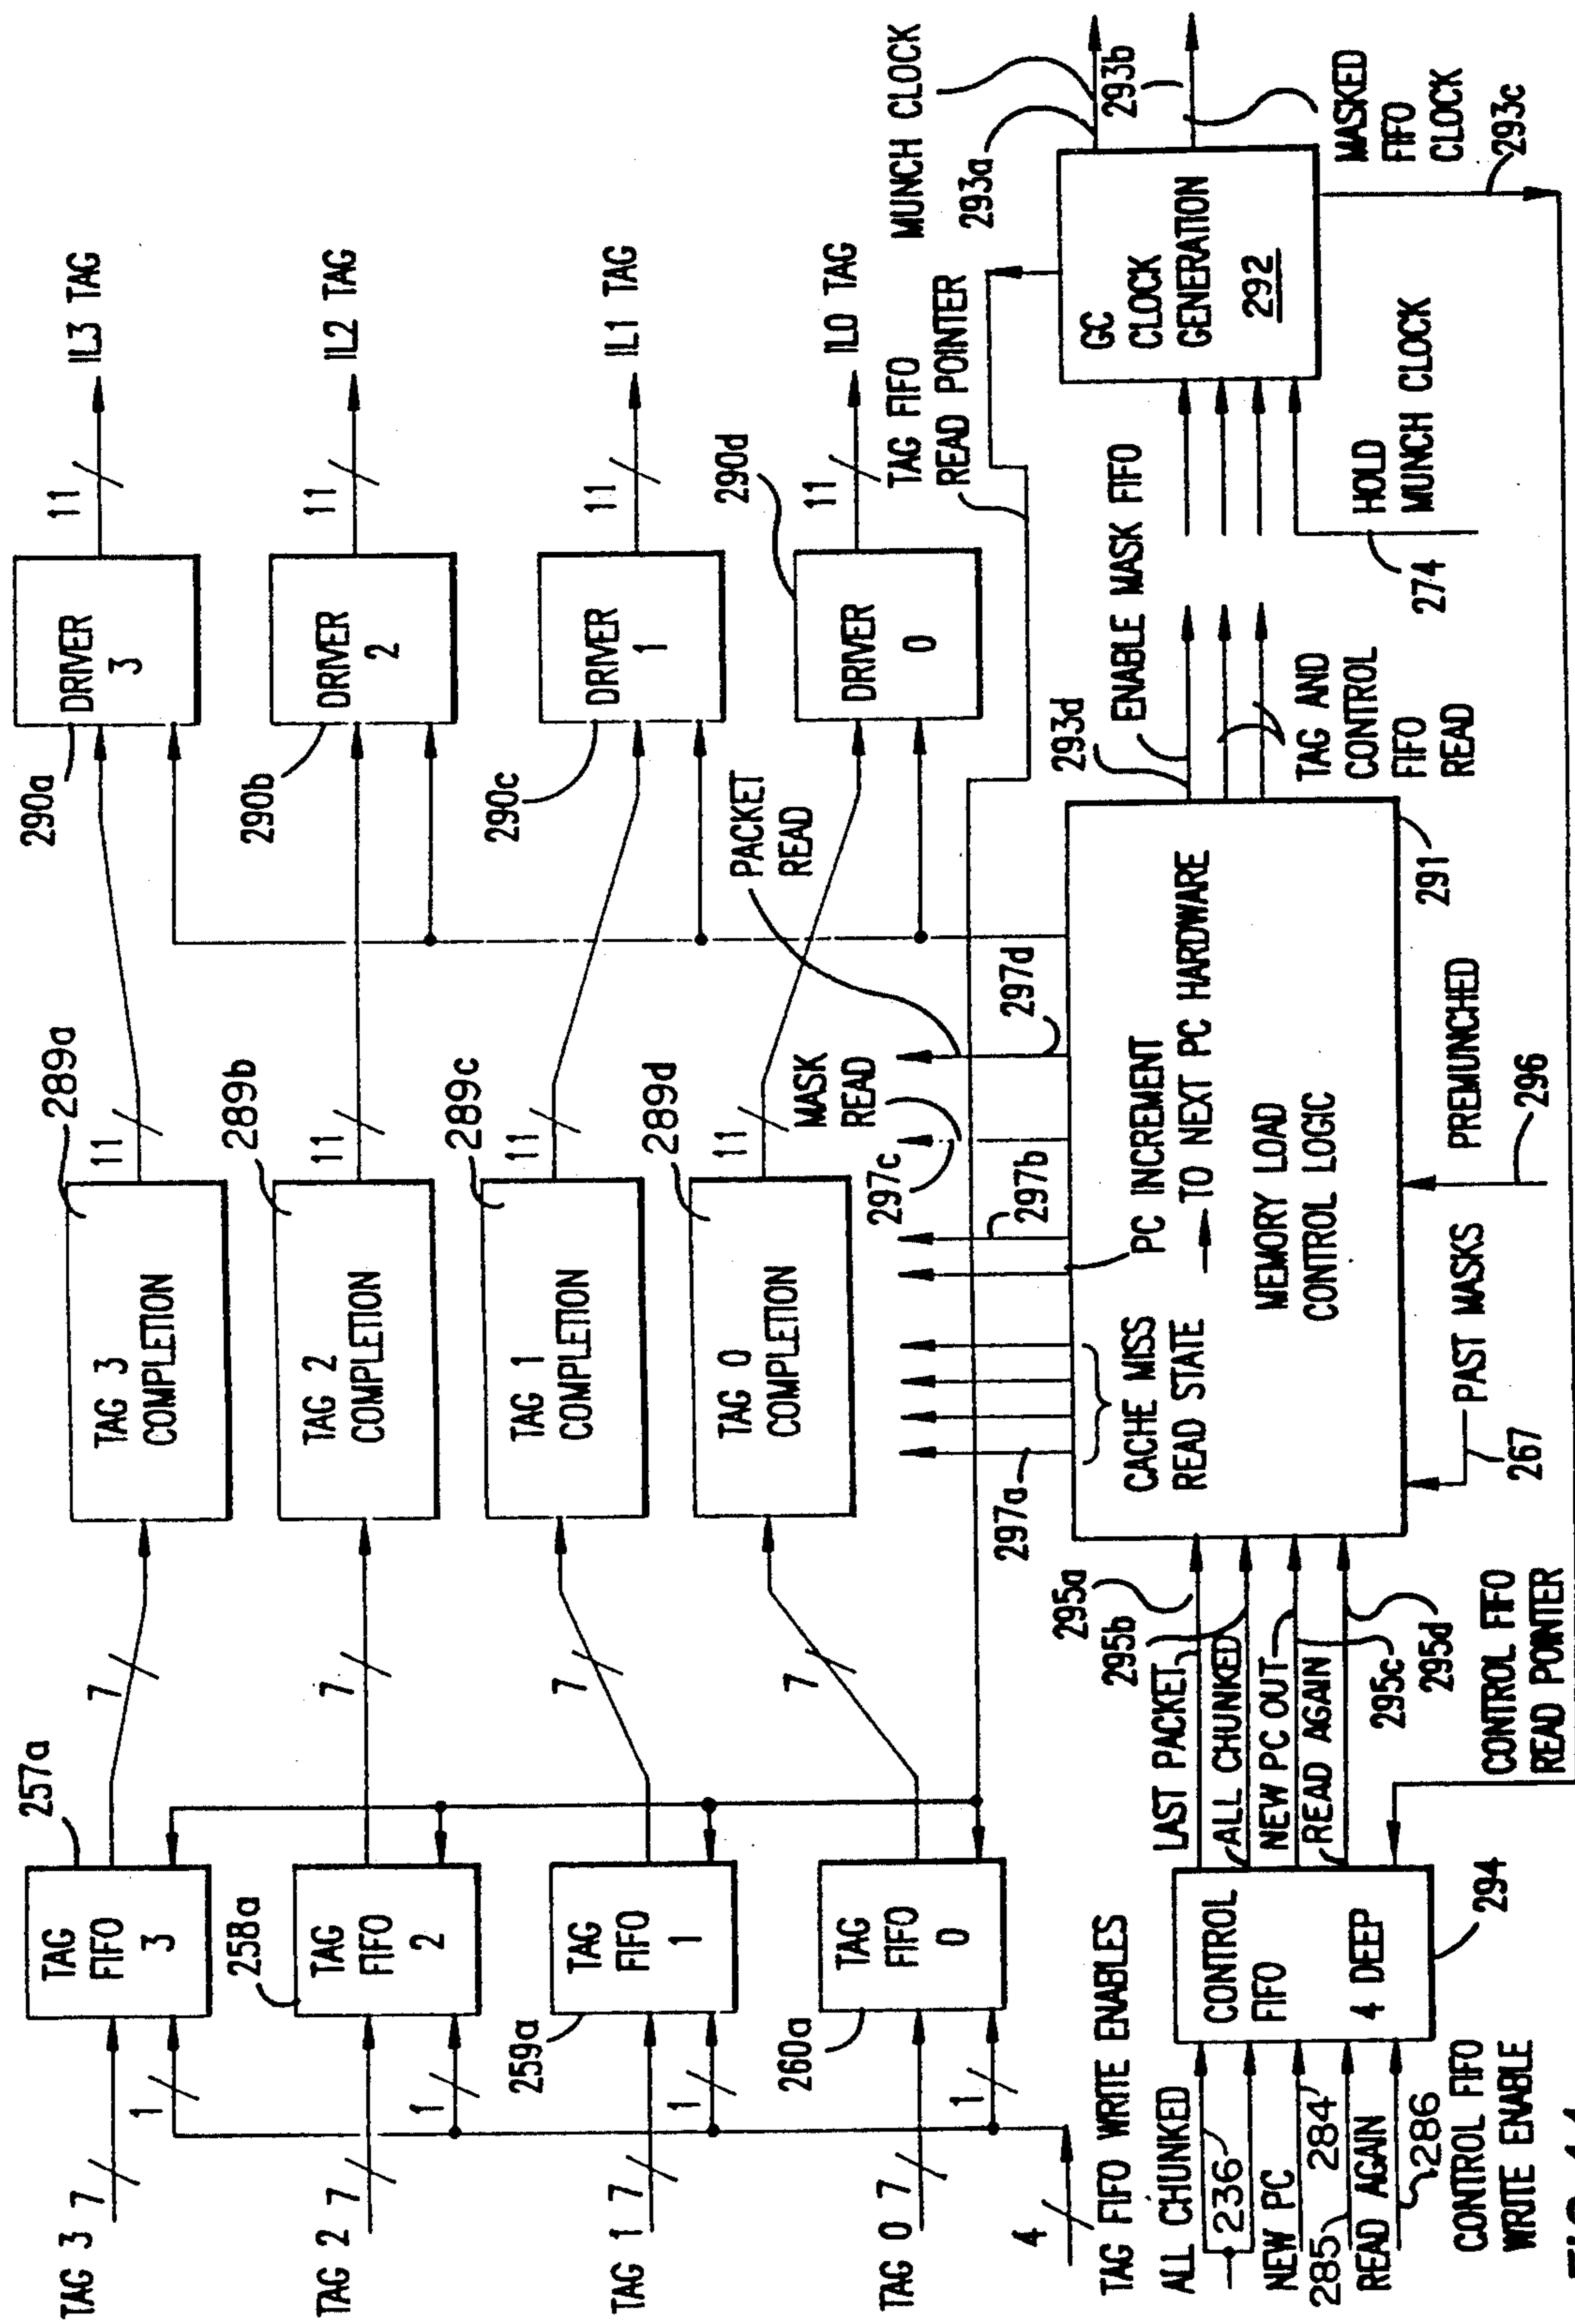 TAG 3
7
1
TAG
FIFO
3
257a
7
TAG 3
COMPLETION
289a
11
DRIVER
3
290a
11
IL3 TAG
TAG 2
7
1
TAG
FIFO
2
258a
7
TAG 2
COMPLETION
289b
11
DRIVER
2
290b
11
IL2 TAG
TAG 1
7
1
TAG
FIFO
1
259a
7
TAG 1
COMPLETION
289c
11
DRIVER
1
290c
11
IL1 TAG
TAG 0
7
1
TAG
FIFO
0
260a
7
TAG 0
COMPLETION
289d
11
DRIVER
0
290d
11
IL0 TAG
4
TAG FIFO WRITE ENABLES
MASK
READ
PACKET
READ
TAG FIFO
READ POINTER
MUNCH CLOCK
293a
293b
297a
297b
297c
297d
ALL CHUNKED
236
NEW PC
284
285
READ AGAIN
286
CONTROL FIFO
WRITE ENABLE
CONTROL
FIFO
4 DEEP
294
LAST PACKET
295a
295b
ALL CHUNKED
NEW PC OUT
READ AGAIN
295c
295d
CONTROL FIFO
READ POINTER
CACHE MISS
READ STATE
PC INCREMENT
TO NEXT PC HARDWARE
MEMORY LOAD
CONTROL LOGIC
291
PAST MASKS
267
PREMUNCHED
296
293d
ENABLE MASK FIFO
TAG AND
CONTROL
FIFO
READ
GC
CLOCK
GENERATION
292
HOLD
MUNCH CLOCK
274
MASKED
FIFO
CLOCK
293c